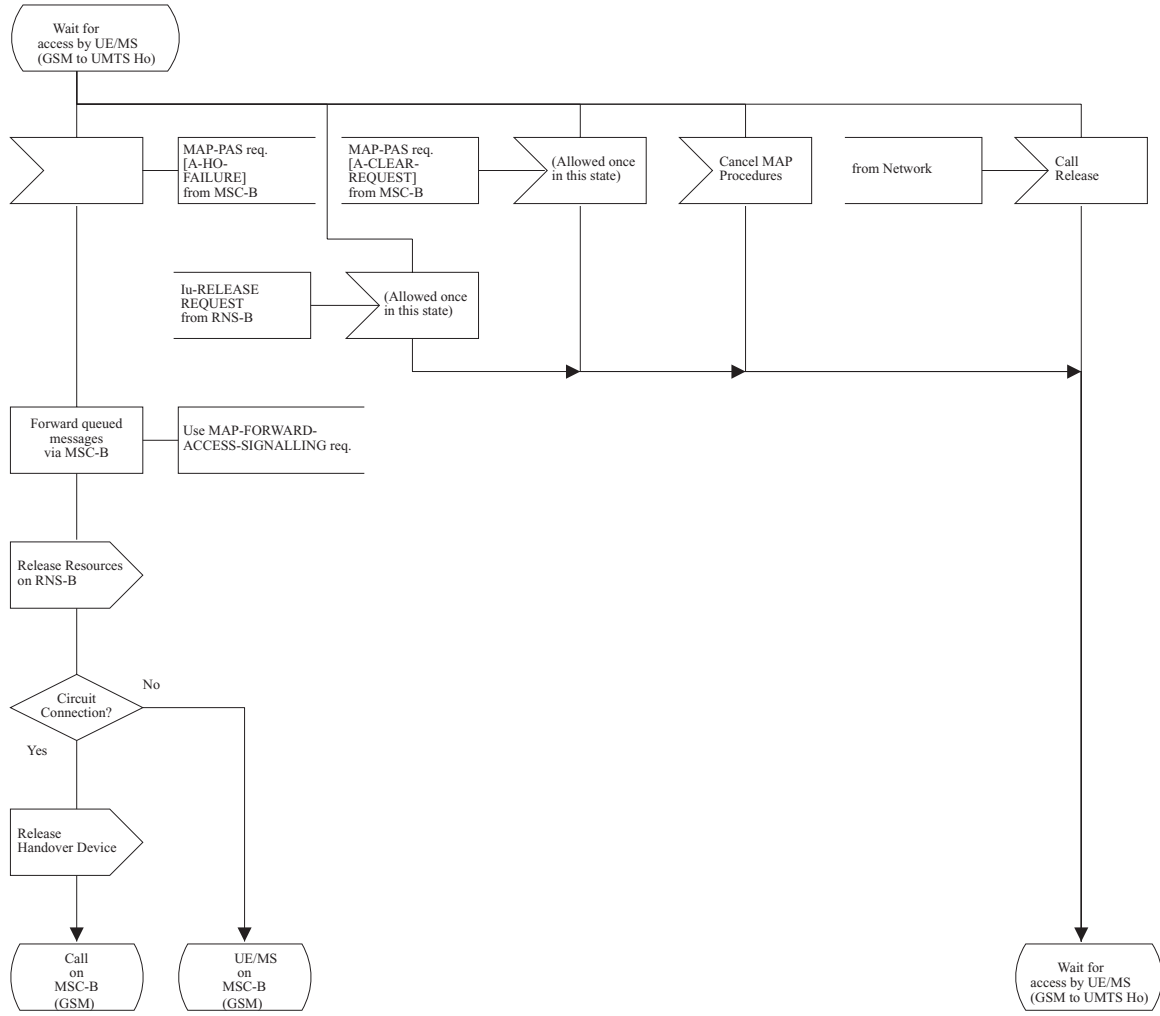 Wait for
access by UE/MS
(GSM to UMTS Ho)
MAP-PAS req.
[A-HO-
FAILURE]
from MSC-B
MAP-PAS req.
[A-CLEAR-
REQUEST]
from MSC-B
(Allowed once
in this state)
Cancel MAP
Procedures
from Network
Call
Release
Iu-RELEASE
REQUEST
from RNS-B
(Allowed once
in this state)
Forward queued
messages
via MSC-B
Use MAP-FORWARD-
ACCESS-SIGNALLING req.
Release Resources
on RNS-B
Circuit
Connection?
No
Yes
Release
Handover Device
Call
on
MSC-B
(GSM)
UE/MS
on
MSC-B
(GSM)
Wait for
access by UE/MS
(GSM to UMTS Ho)